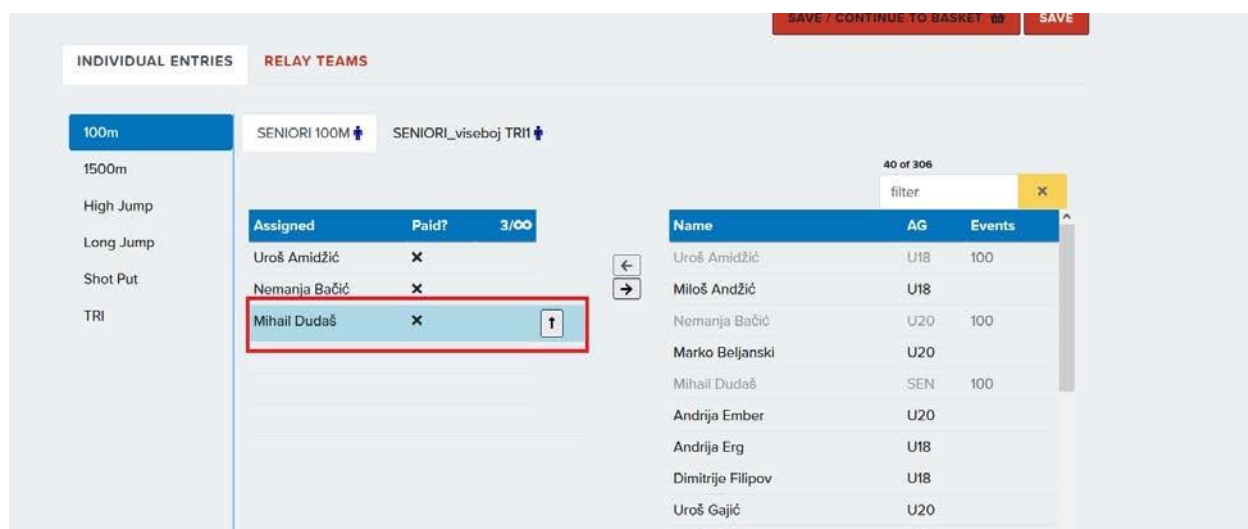 SAVE / CONTINUE TO BASKET SAVE
INDIVIDUAL ENTRIES RELAY TEAMS
100m
1500m
High Jump
Long Jump
Shot Put
TRI
SENIORI 100M SENIORI_viseboj TRI1
40 of 306
filter ×
Assigned Paid? 3/∞
Uroš Amidžić ×
Nemanja Bačić ×
Mihail Dudaš × ↑
← 
→
Name AG Events
Uroš Amidžić U18 100
Miloš Andžić U18
Nemanja Bačić U20 100
Marko Beljanski U20
Mihail Dudaš SEN 100
Andrija Ember U20
Andrija Erg U18
Dimitrije Filipov U18
Uroš Gajić U20